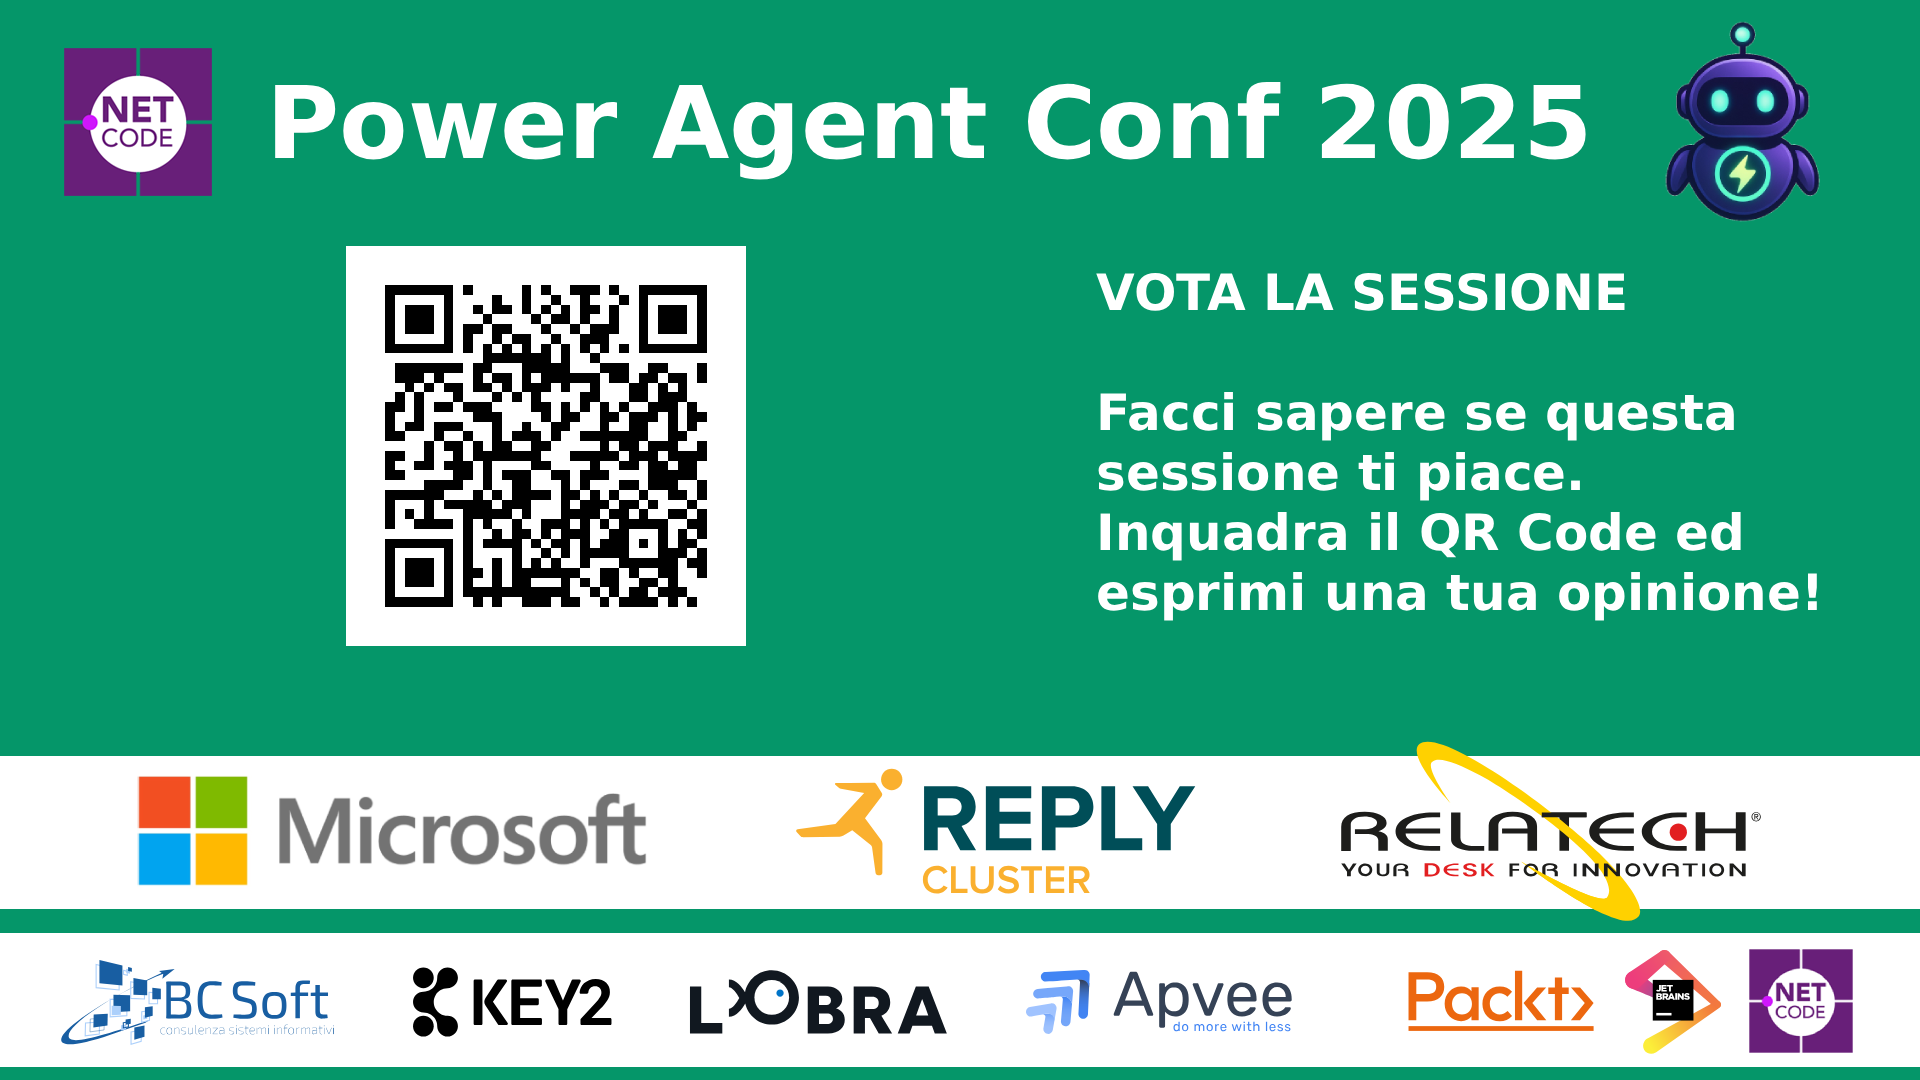 NET
CODE
Power Agent Conf 2025
VOTA LA SESSIONE
Facci sapere se questa
sessione ti piace.
Inquadra il QR Code ed
esprimi una tua opinione!
Microsoft
REPLY
CLUSTER
RELATECH®
YOUR DESK FOR INNOVATION
BC Soft
consulenza sistemi informativi
KEY2
LOBRA
Apvee
do more with less
Packt
JET
BRAINS
NET
CODE